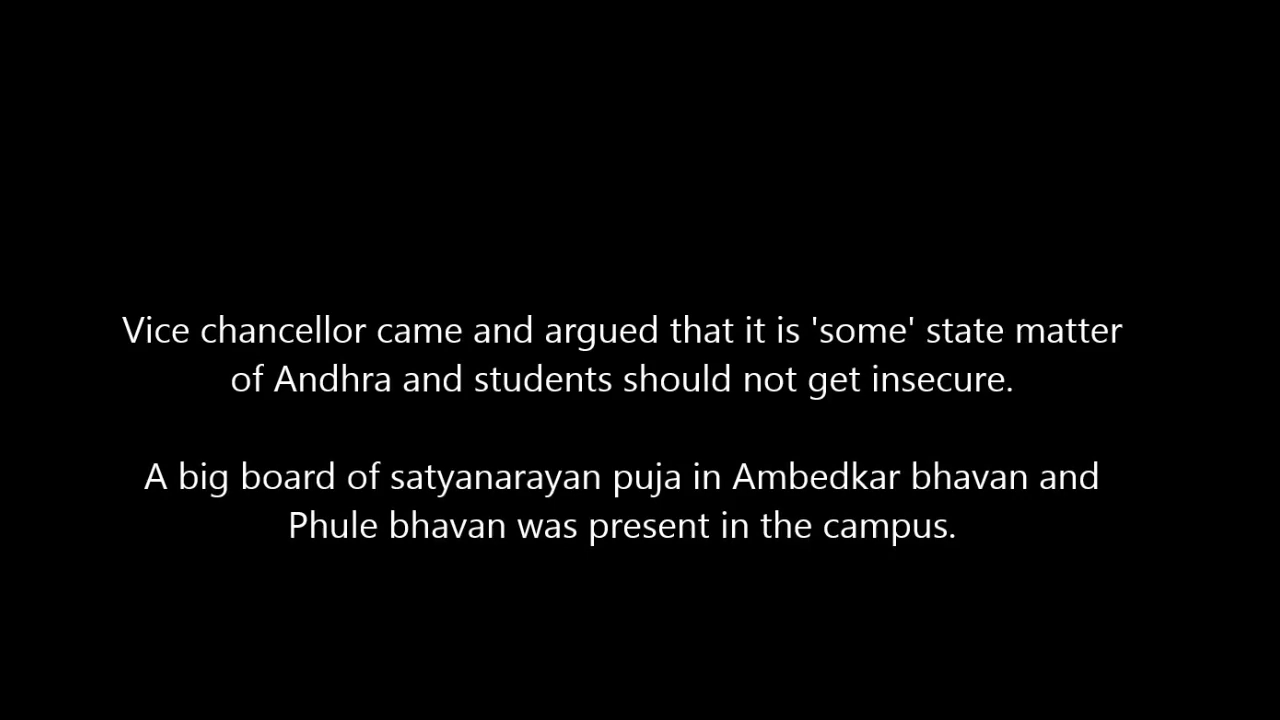 Vice chancellor came and argued that it is 'some' state matter
of Andhra and students should not get insecure.
A big board of satyanarayan puja in Ambedkar bhavan and
Phule bhavan was present in the campus.